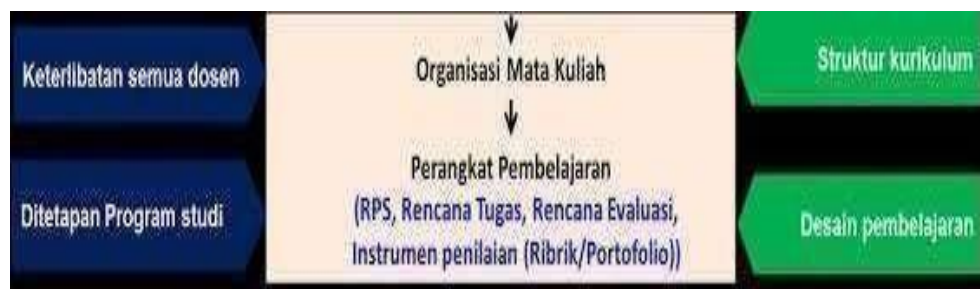 Keterlibatan semua dosen
Organisasi Mata Kuliah
Struktur kurikulum
Ditetapan Program studi
Perangkat Pembelajaran
(RPS, Rencana Tugas, Rencana Evaluasi,
Instrumen penilaian (Ribrik/Portofolio))
Desain pembelajaran